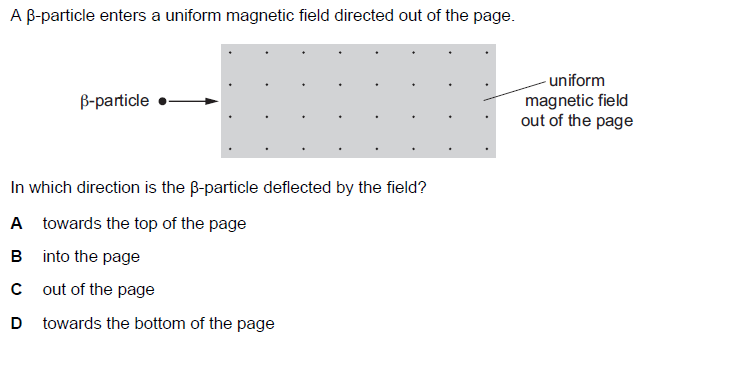 A β-particle enters a uniform magnetic field directed out of the page.
β-particle
uniform
magnetic field
out of the page
In which direction is the β-particle deflected by the field?
A towards the top of the page
B into the page
C out of the page
D towards the bottom of the page